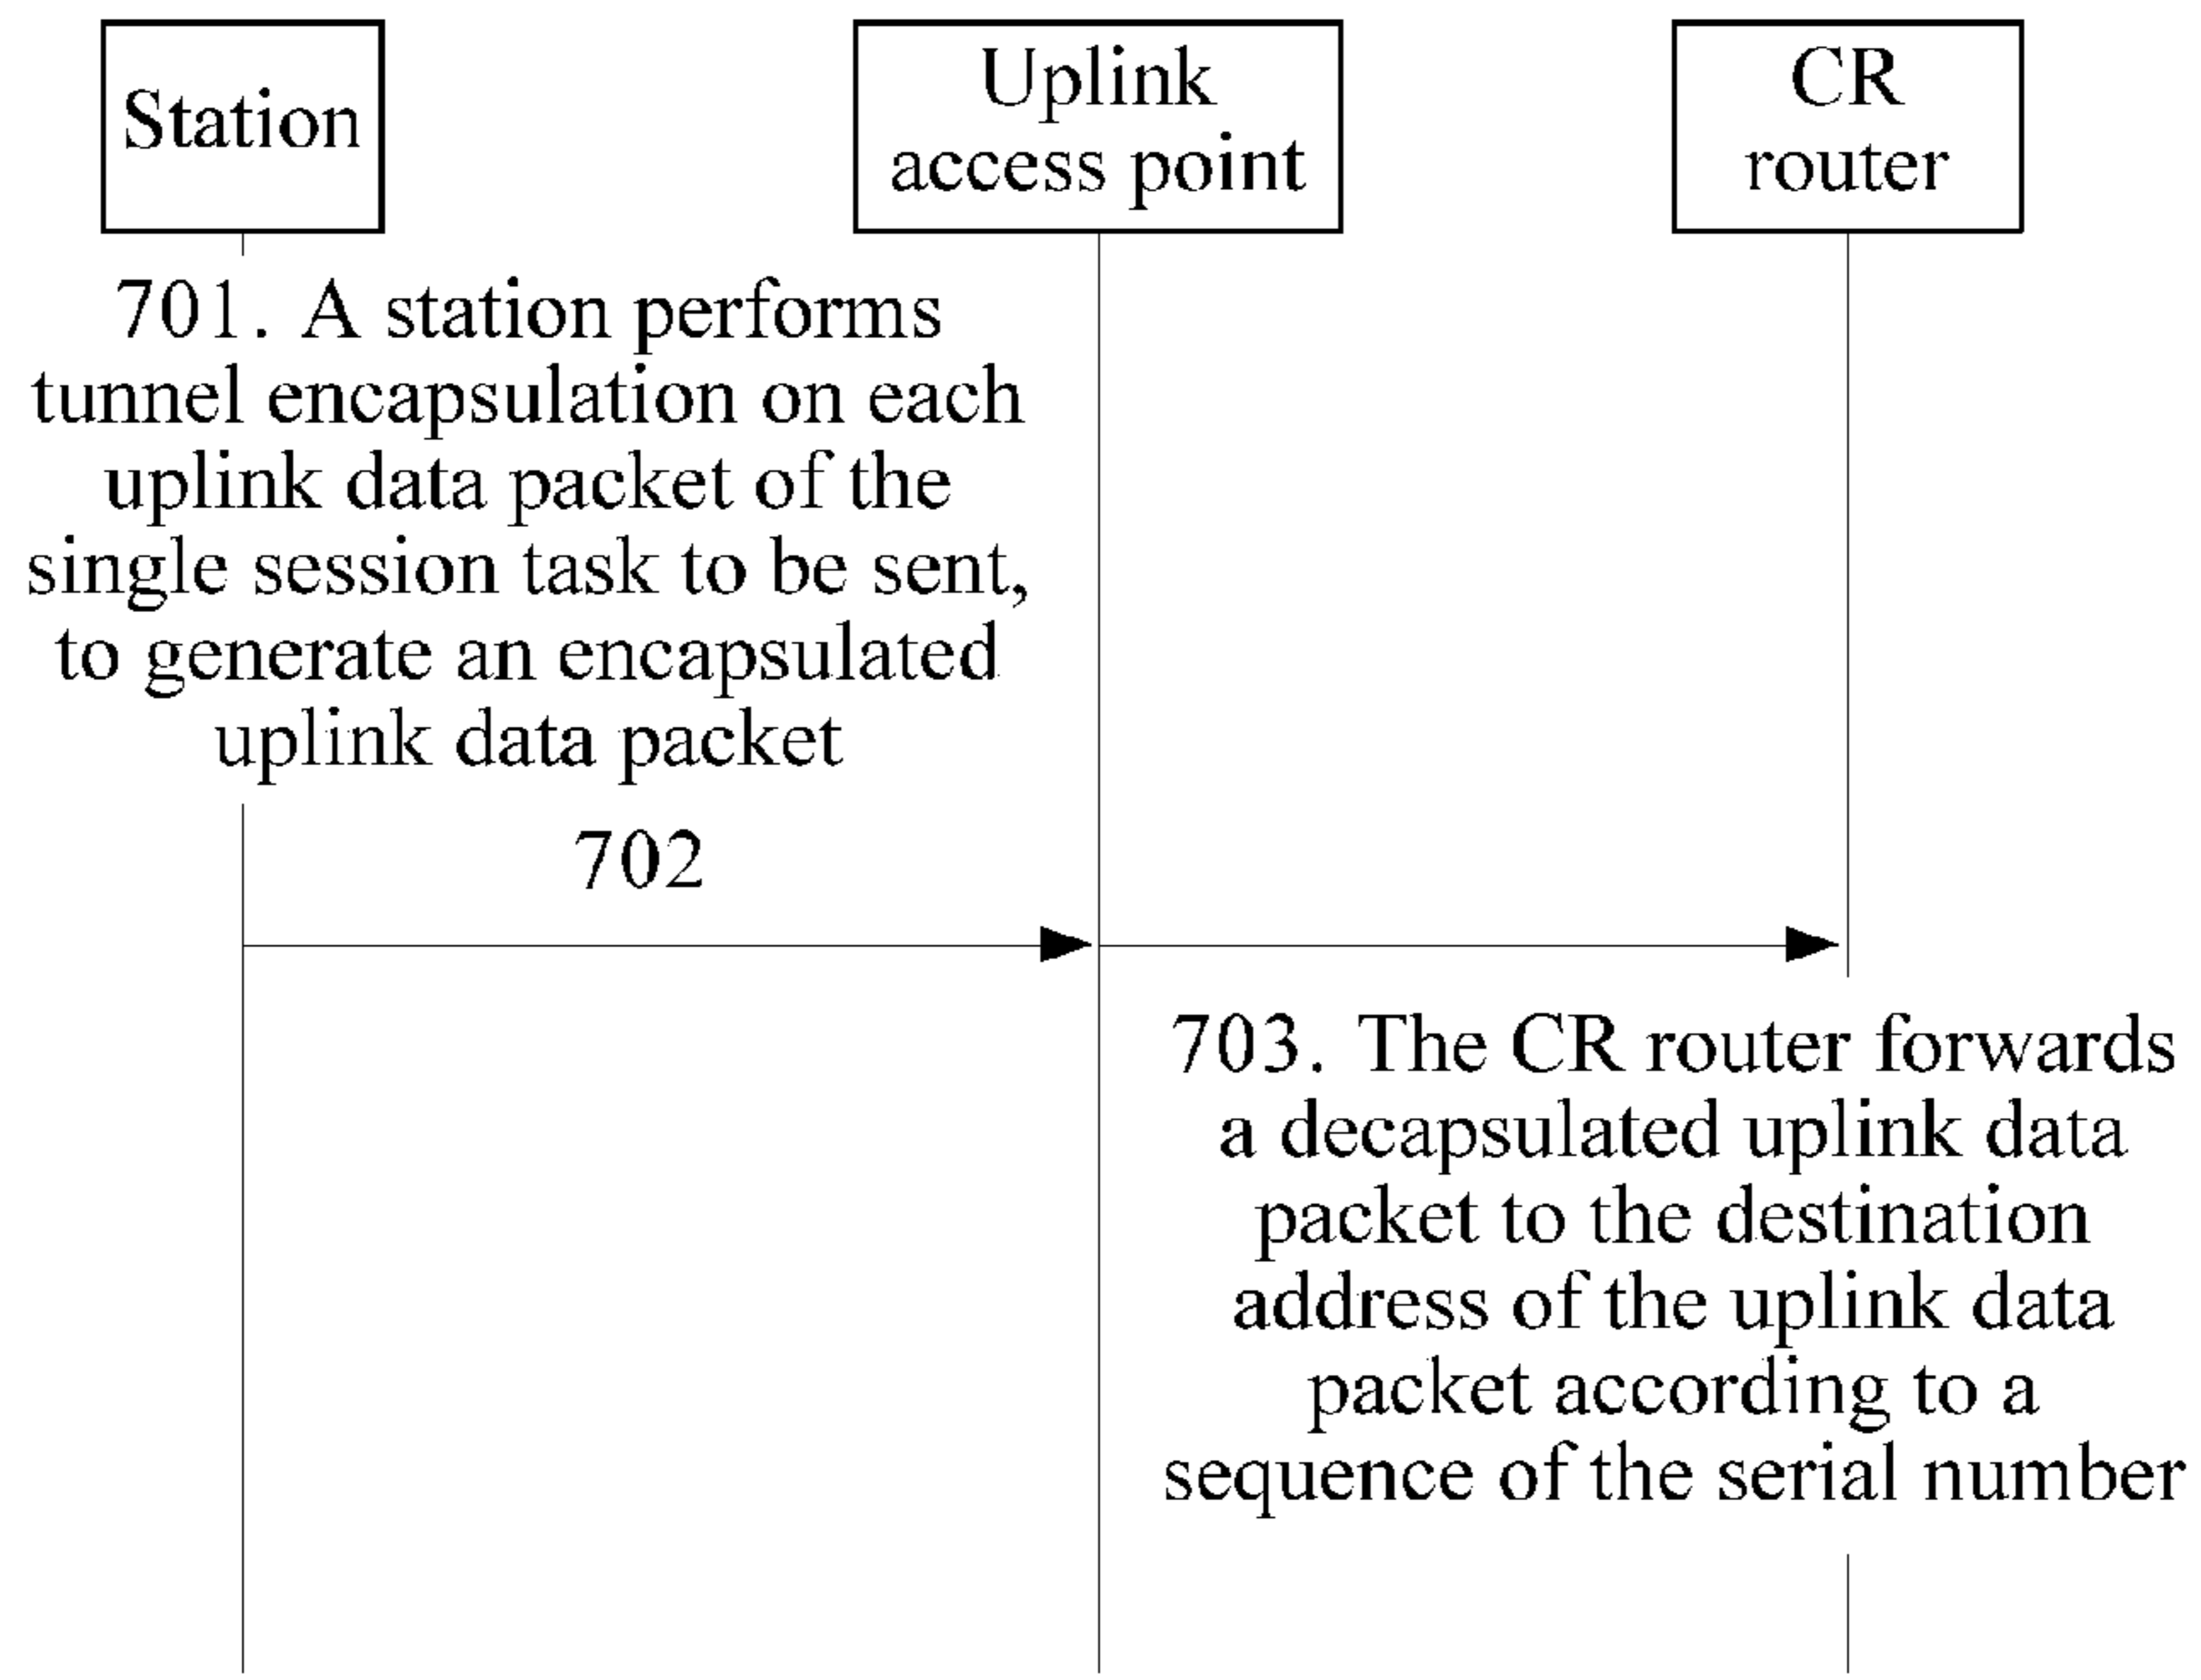 Station
Uplink
access point
CR
router
701. A station performs
tunnel encapsulation on each
uplink data packet of the
single session task to be sent,
to generate an encapsulated
uplink data packet
702
703. The CR router forwards
a decapsulated uplink data
packet to the destination
address of the uplink data
packet according to a
sequence of the serial number